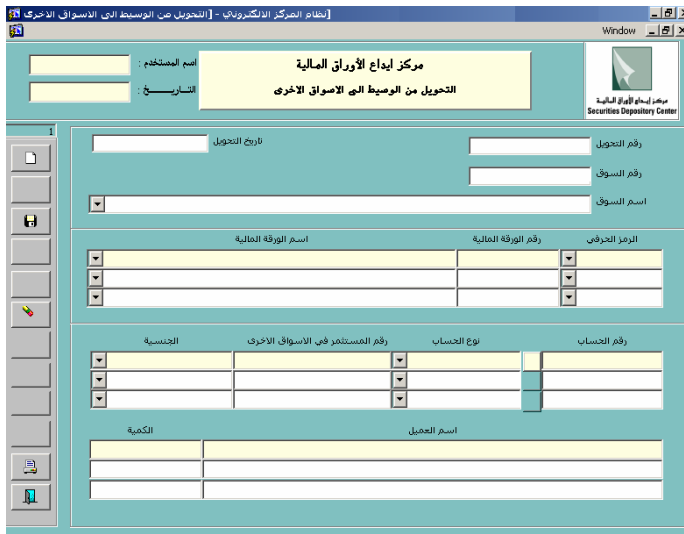 [نظام المركز الالكتروني - [التحويل من الوسيط الى الاسواق الاخرى
Window
مركز ايداع الأوراق المالية
اسم المستخدم :
التحويل من الوسيط الى الاسواق الاخرى
التــاريـــــــخ :
مركز إيداع الأوراق المالية
Securities Depository Center
1
رقم التحويل
تاريخ التحويل
رقم السوق
اسم السوق
الرمز الحرفي
رقم الورقة المالية
اسم الورقة المالية
رقم الحساب
نوع الحساب
رقم المستثمر في الاسواق الاخرى
الجنسية
اسم العميل
الكمية